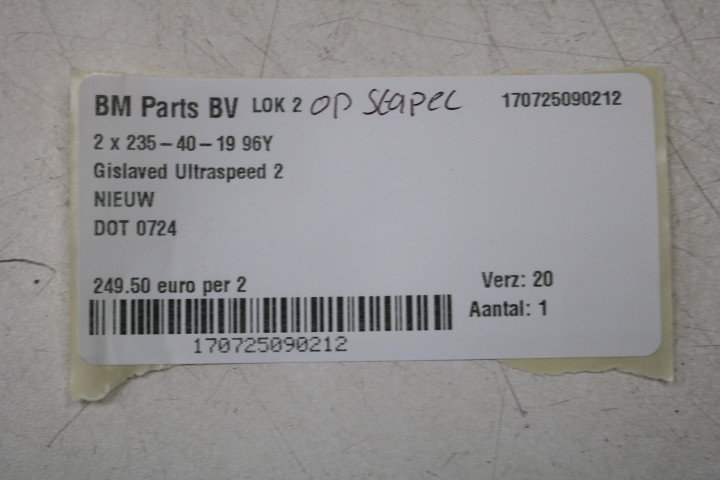 BM Parts BV LOK 2 op stapel 170725090212
2 x 235-40-19 96Y
Gislaved Ultraspeed 2
NIEUW
DOT 0724
249.50 euro per 2 Verz: 20
Aantal: 1
170725090212